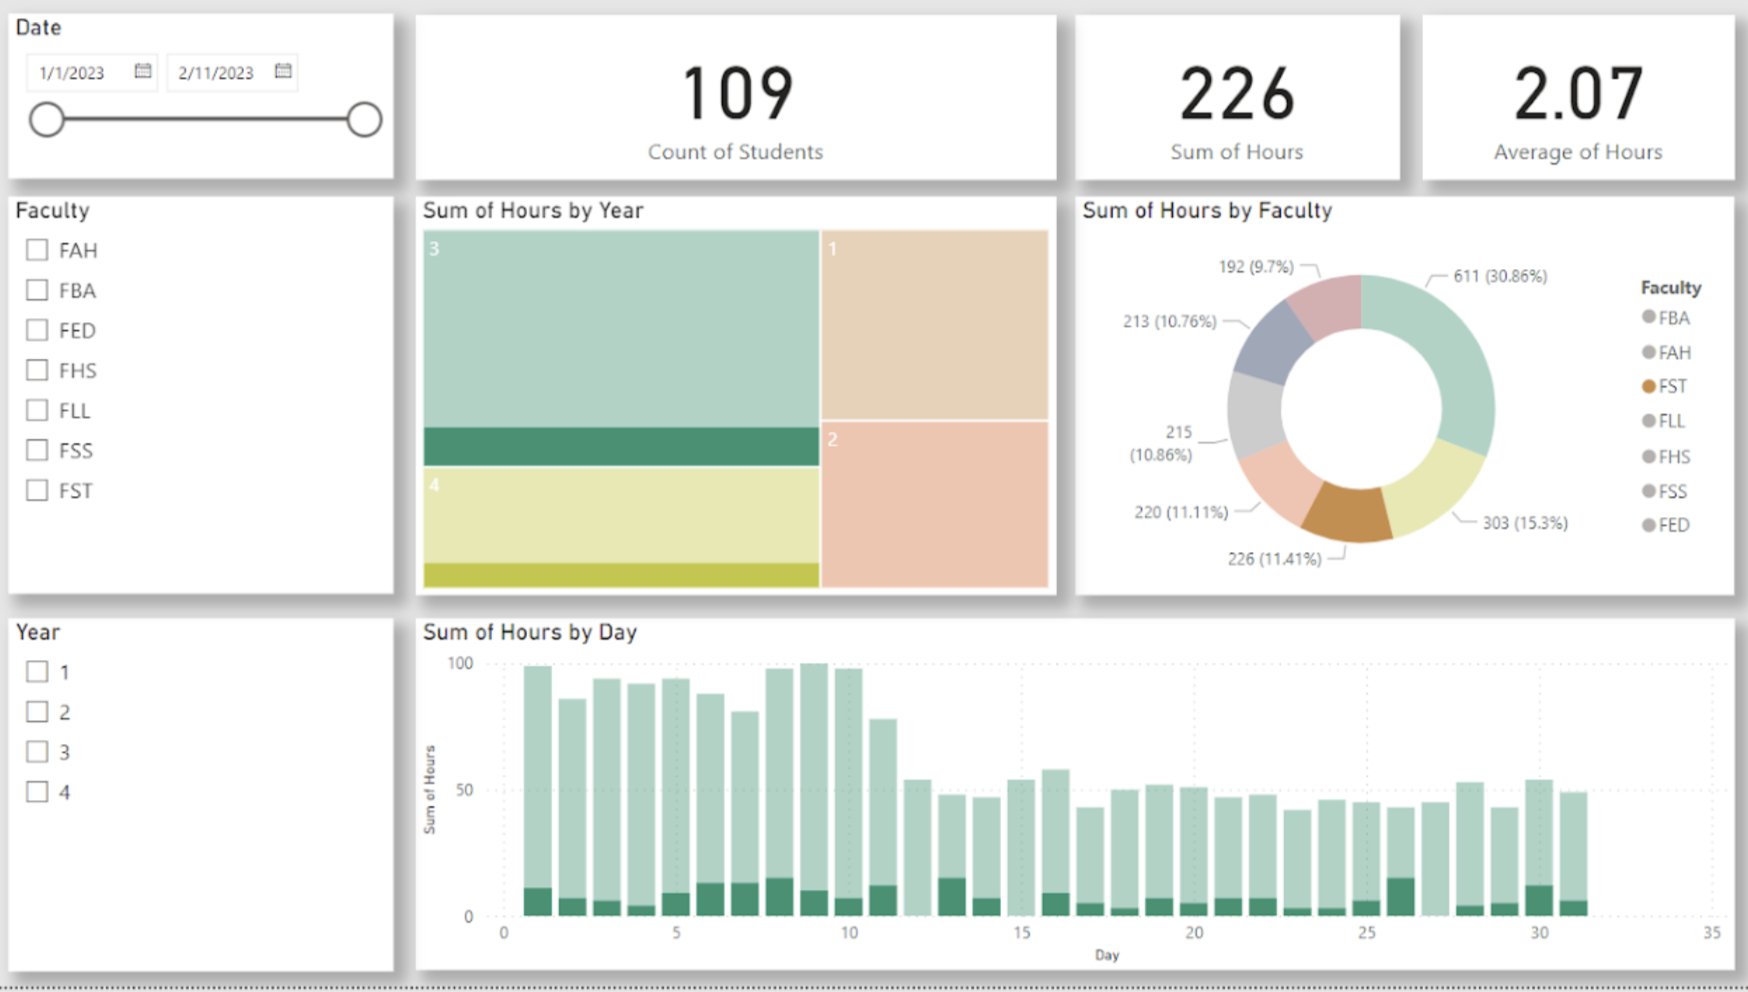 Date
1/1/2023
2/11/2023
109
Count of Students
226
Sum of Hours
2.07
Average of Hours
Faculty
FAH
FBA
FED
FHS
FLL
FSS
FST
Sum of Hours by Year
3
1
4
2
Sum of Hours by Faculty
192 (9.7%)
611 (30.86%)
213 (10.76%)
215
(10.86%)
220 (11.11%)
226 (11.41%)
303 (15.3%)
Faculty
FBA
FAH
FST
FLL
FHS
FSS
FED
Year
1
2
3
4
Sum of Hours by Day
Sum of Hours
100
50
0
0 5 10 15 20 25 30 35
Day